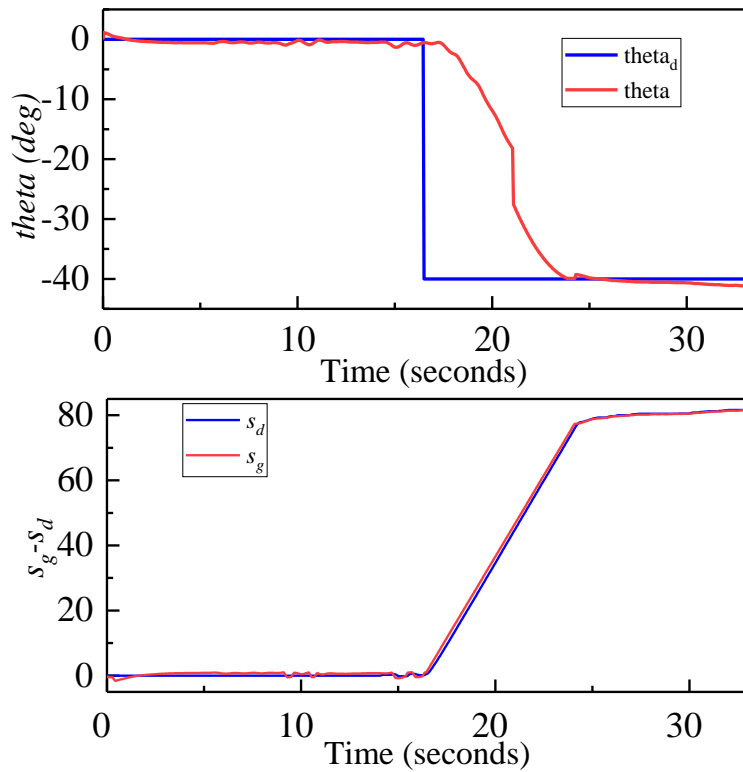 0
-10
-20
-30
-40
theta (deg)
theta_d
theta
0 10 20 30
Time (seconds)
80
60
40
20
0
s_g-s_d
s_d
s_g
0 10 20 30
Time (seconds)